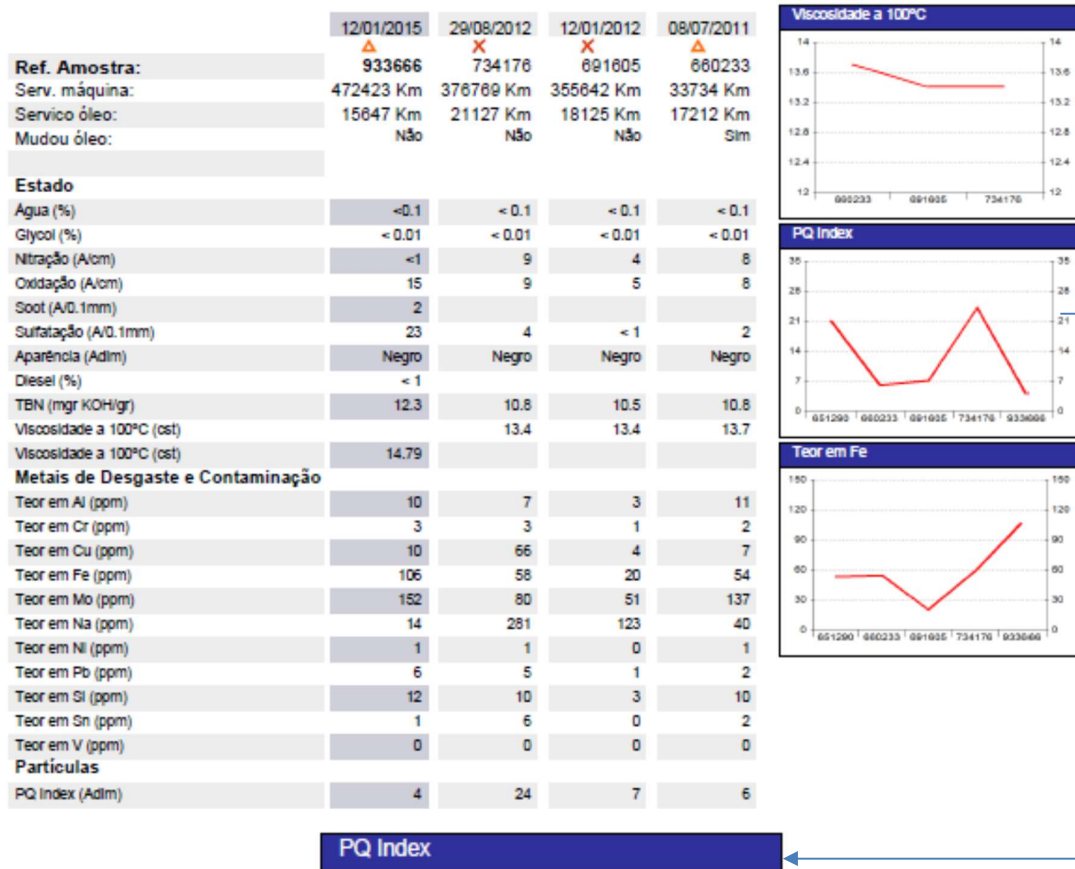 12/01/2015 29/08/2012 12/01/2012 08/07/2011
Ref. Amostra: 933666 734176 691605 660233
Serv. máquina: 472423 Km 376769 Km 355642 Km 33734 Km
Servico óleo: 15647 Km 21127 Km 18125 Km 17212 Km
Mudou óleo: Não Não Não Sim
Estado
Água (%) <0.1 < 0.1 < 0.1 < 0.1
Glycol (%) < 0.01 < 0.01 < 0.01 < 0.01
Nitração (A/cm) <1 9 4 8
Oxidação (A/cm) 15 9 5 8
Soot (A/0.1mm) 2
Sulfatação (A/0.1mm) 23 4 < 1 2
Aparência (Adim) Negro Negro Negro Negro
Diesel (%) < 1
TBN (mgr KOH/gr) 12.3 10.8 10.5 10.8
Viscosidade a 100ºC (cst) 13.4 13.4 13.7
Viscosidade a 100ºC (cst) 14.79
Metais de Desgaste e Contaminação
Teor em Al (ppm) 10 7 3 11
Teor em Cr (ppm) 3 3 1 2
Teor em Cu (ppm) 10 66 4 7
Teor em Fe (ppm) 106 58 20 54
Teor em Mo (ppm) 152 80 51 137
Teor em Na (ppm) 14 281 123 40
Teor em Ni (ppm) 1 1 0 1
Teor em Pb (ppm) 6 5 1 2
Teor em Si (ppm) 12 10 3 10
Teor em Sn (ppm) 1 6 0 2
Teor em V (ppm) 0 0 0 0
Partículas
PQ Index (Adim) 4 24 7 6
Viscosidade a 100ºC
14 14
13.6 13.6
13.2 13.2
12.8 12.8
12.4 12.4
12 12
660233 691605 734176
PQ Index
35 35
28 28
21 21
14 14
7 7
0 0
651290 660233 691605 734176 933666
Teor em Fe
150 150
120 120
90 90
60 60
30 30
0 0
651290 660233 691605 734176 933666
PQ Index